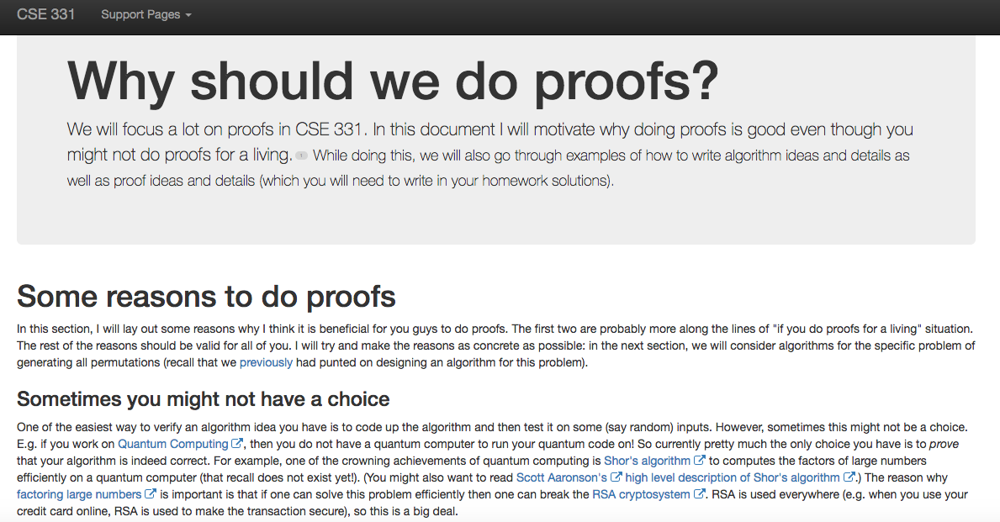 CSE 331 Support Pages
Why should we do proofs?
We will focus a lot on proofs in CSE 331. In this document I will motivate why doing proofs is good even though you
might not do proofs for a living. While doing this, we will also go through examples of how to write algorithm ideas and details as
well as proof ideas and details (which you will need to write in your homework solutions).
Some reasons to do proofs
In this section, I will lay out some reasons why I think it is beneficial for you guys to do proofs. The first two are probably more along the lines of "if you do proofs for a living" situation.
The rest of the reasons should be valid for all of you. I will try and make the reasons as concrete as possible: in the next section, we will consider algorithms for the specific problem of
generating all permutations (recall that we previously had punted on designing an algorithm for this problem).
Sometimes you might not have a choice
One of the easiest way to verify an algorithm idea you have is to code up the algorithm and then test it on some (say random) inputs. However, sometimes this might not be a choice.
E.g. if you work on Quantum Computing, then you do not have a quantum computer to run your quantum code on! So currently pretty much the only choice you have is to prove
that your algorithm is indeed correct. For example, one of the crowning achievements of quantum computing is Shor's algorithm to computes the factors of large numbers
efficiently on a quantum computer (that recall does not exist yet!). (You might also want to read Scott Aaronson's high level description of Shor's algorithm.) The reason why
factoring large numbers is important is that if one can solve this problem efficiently then one can break the RSA cryptosystem. RSA is used everywhere (e.g. when you use your
credit card online, RSA is used to make the transaction secure), so this is a big deal.